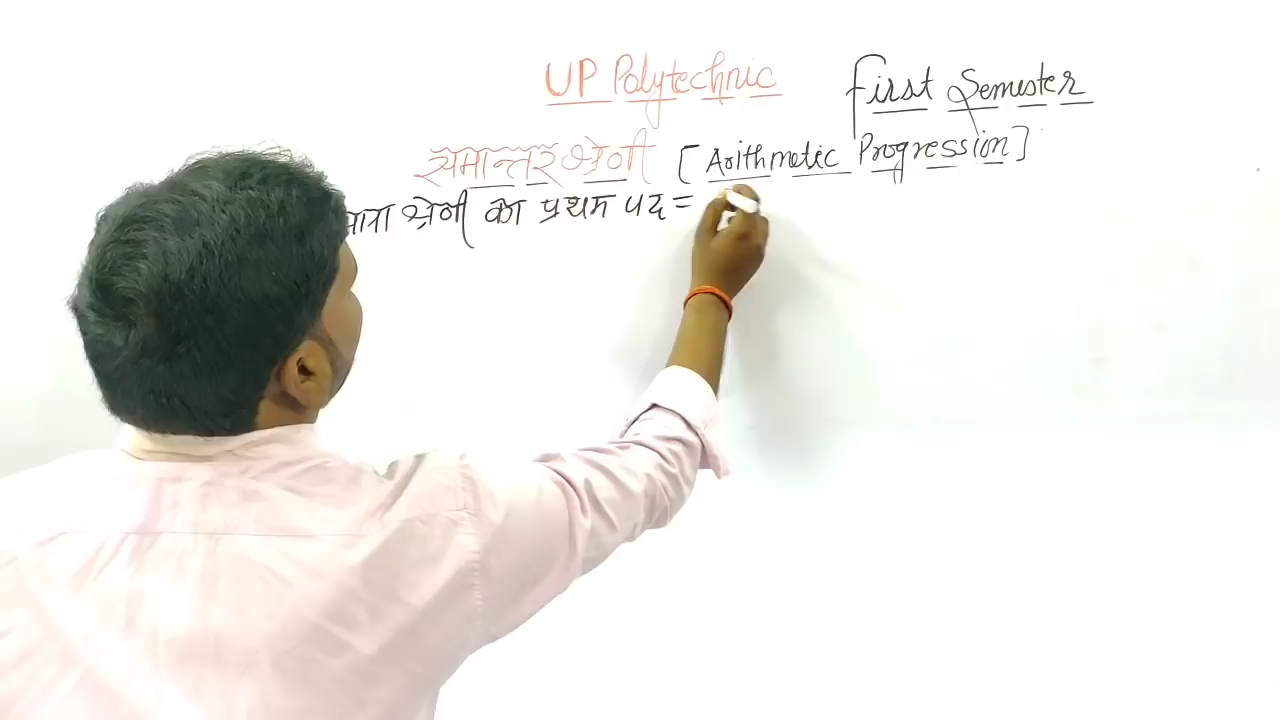 UP Polytechnic First Semester
समान्तर श्रेणी [Arithmetic Progression]
श्रेणी का प्रथम पद =